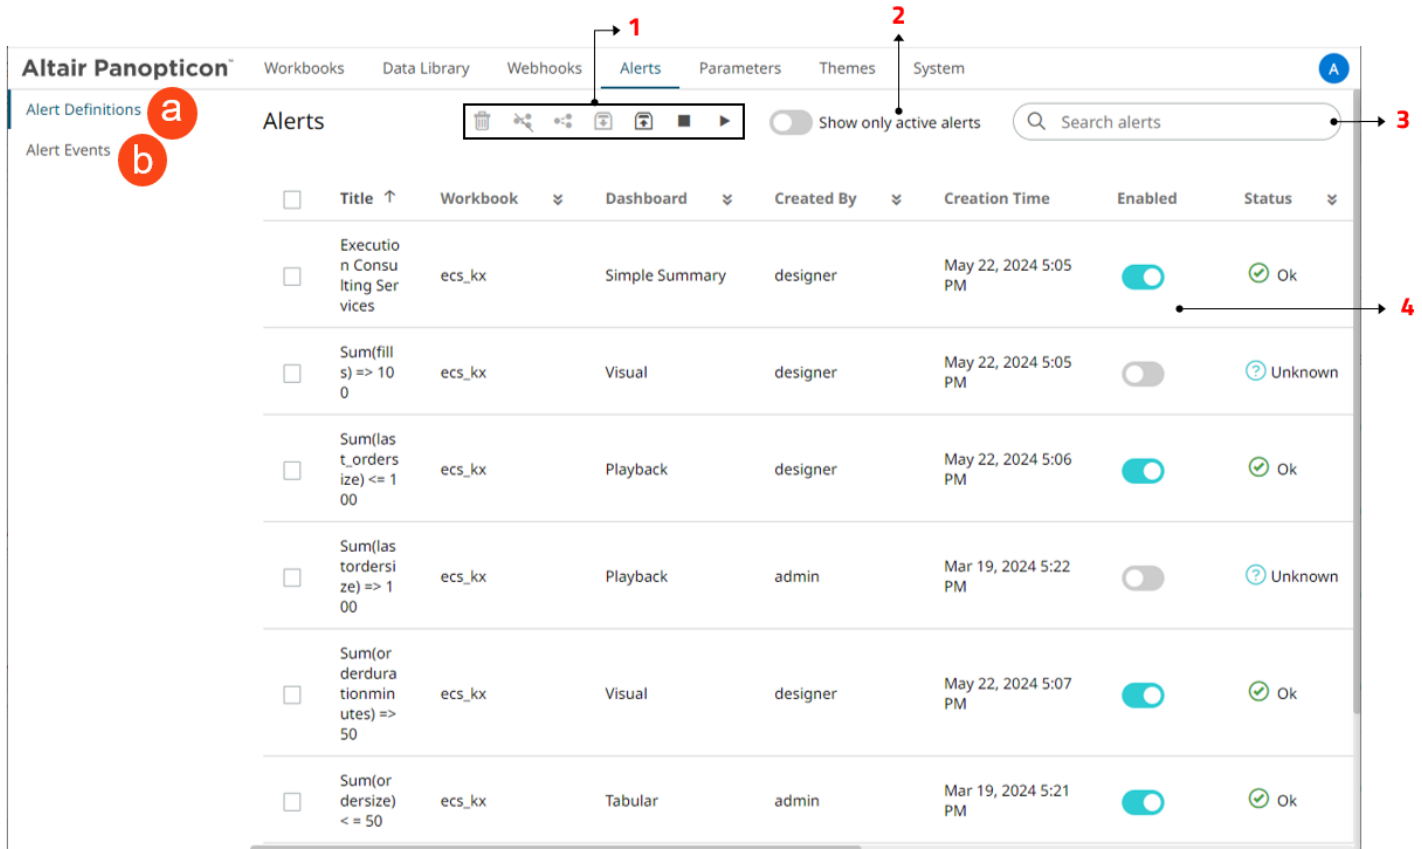 1
2
Altair Panopticon™
Workbooks Data Library Webhooks Alerts Parameters Themes System A
Alert Definitions a
Alert Events b
Alerts
Show only active alerts
Search alerts
3
Title Workbook Dashboard Created By Creation Time Enabled Status
Executio
n Consu
lting Ser
vices
ecs_kx Simple Summary designer
May 22, 2024 5:05
PM
Ok
4
Sum(fill
s) => 10
0
ecs_kx Visual designer
May 22, 2024 5:05
PM
? Unknown
Sum(las
t_orders
ize) <= 1
00
ecs_kx Playback designer
May 22, 2024 5:06
PM
Ok
Sum(las
tordersi
ze) => 1
00
ecs_kx Playback admin
Mar 19, 2024 5:22
PM
? Unknown
Sum(or
derdura
tionmin
utes) =>
50
ecs_kx Visual designer
May 22, 2024 5:07
PM
Ok
Sum(or
dersize)
< = 50
ecs_kx Tabular admin
Mar 19, 2024 5:21
PM
Ok